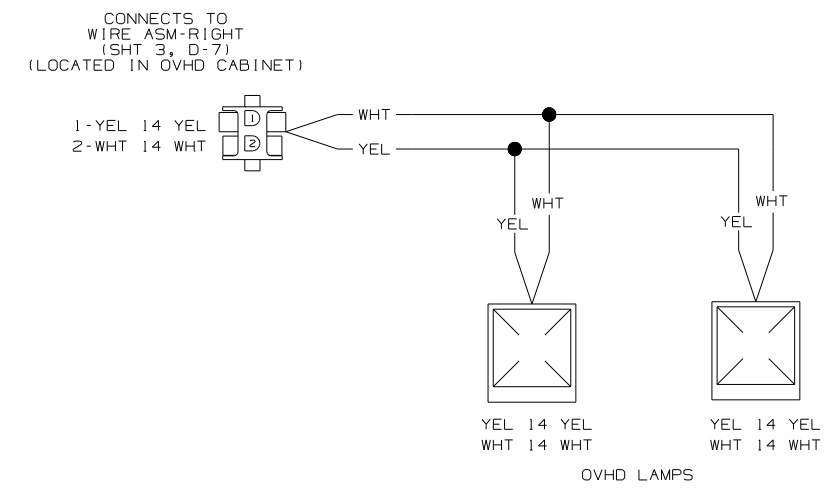 CONNECTS TO
WIRE ASM-RIGHT
(SHT 3, D-7)
(LOCATED IN OVHD CABINET)
1-YEL 14 YEL
2-WHT 14 WHT
1
2
WHT
YEL
YEL
WHT
YEL
WHT
YEL 14 YEL
WHT 14 WHT
YEL 14 YEL
WHT 14 WHT
OVHD LAMPS